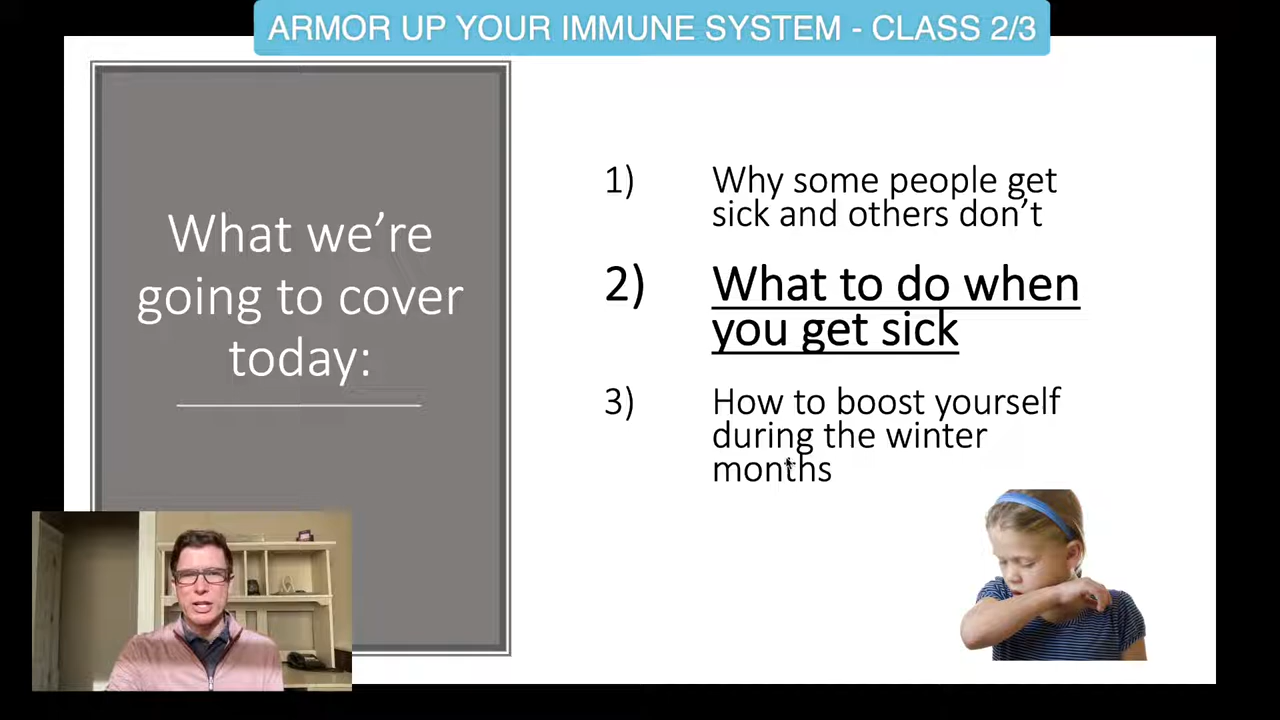 ARMOR UP YOUR IMMUNE SYSTEM - CLASS 2/3
What we’re
going to cover
today:
1) Why some people get
sick and others don’t
2) What to do when
you get sick
3) How to boost yourself
during the winter
months